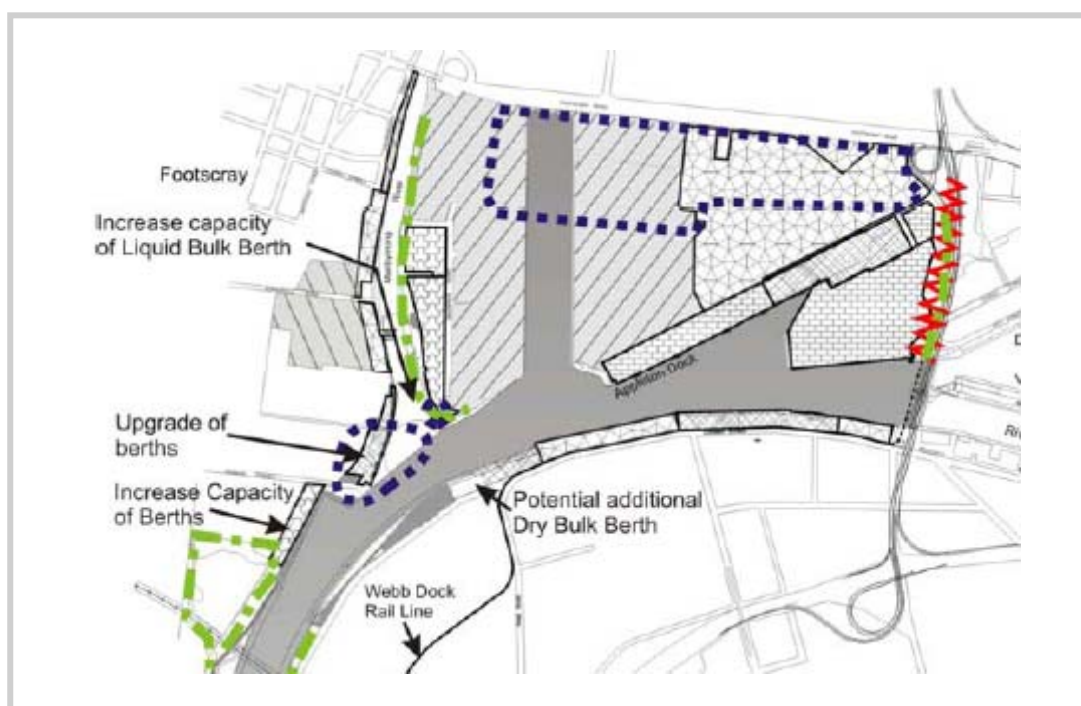 Footscray
Increase capacity
of Liquid Bulk Berth
Appleton Dock
Upgrade of
berths
Increase Capacity
of Berths
Potential additional
Dry Bulk Berth
Webb Dock
Rail Line